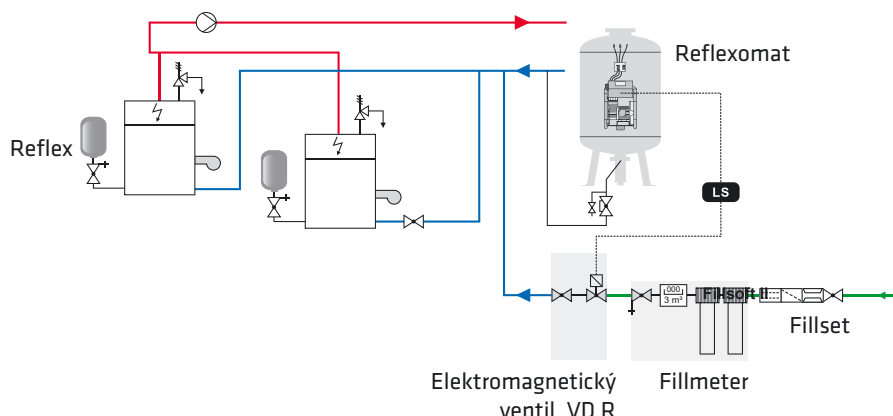 Reflexomat
Reflex
LS
000
3 m³
Fillsoft II
Fillset
Elektromagnetický
ventil VD R
Fillmeter